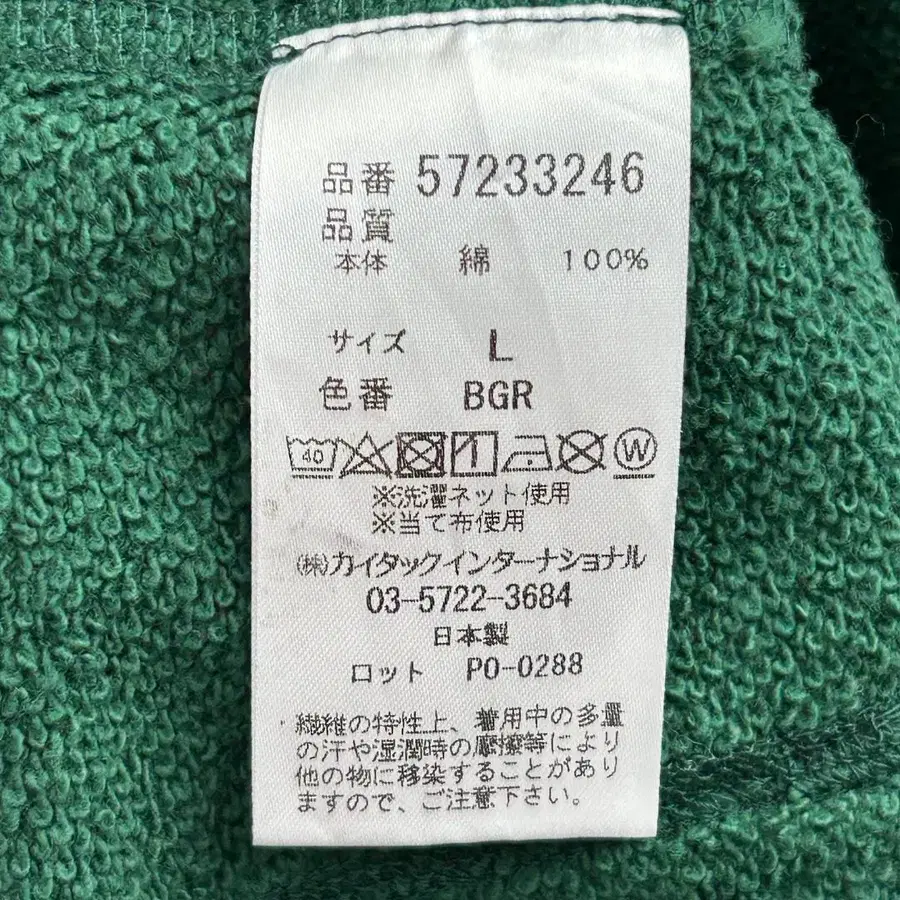 品番 57233246
品質
本体 綿 100%
サイズ L
色番 BGR
40 W
※洗濯ネット使用
※当て布使用
㈱カイタックインターナショナル
03-5722-3684
日本製
ロット PO-0288
繊維の特性上、着用中の多量
の汗や湿潤時の摩擦等により
他の物に移染することがあり
ますので、ご注意下さい。